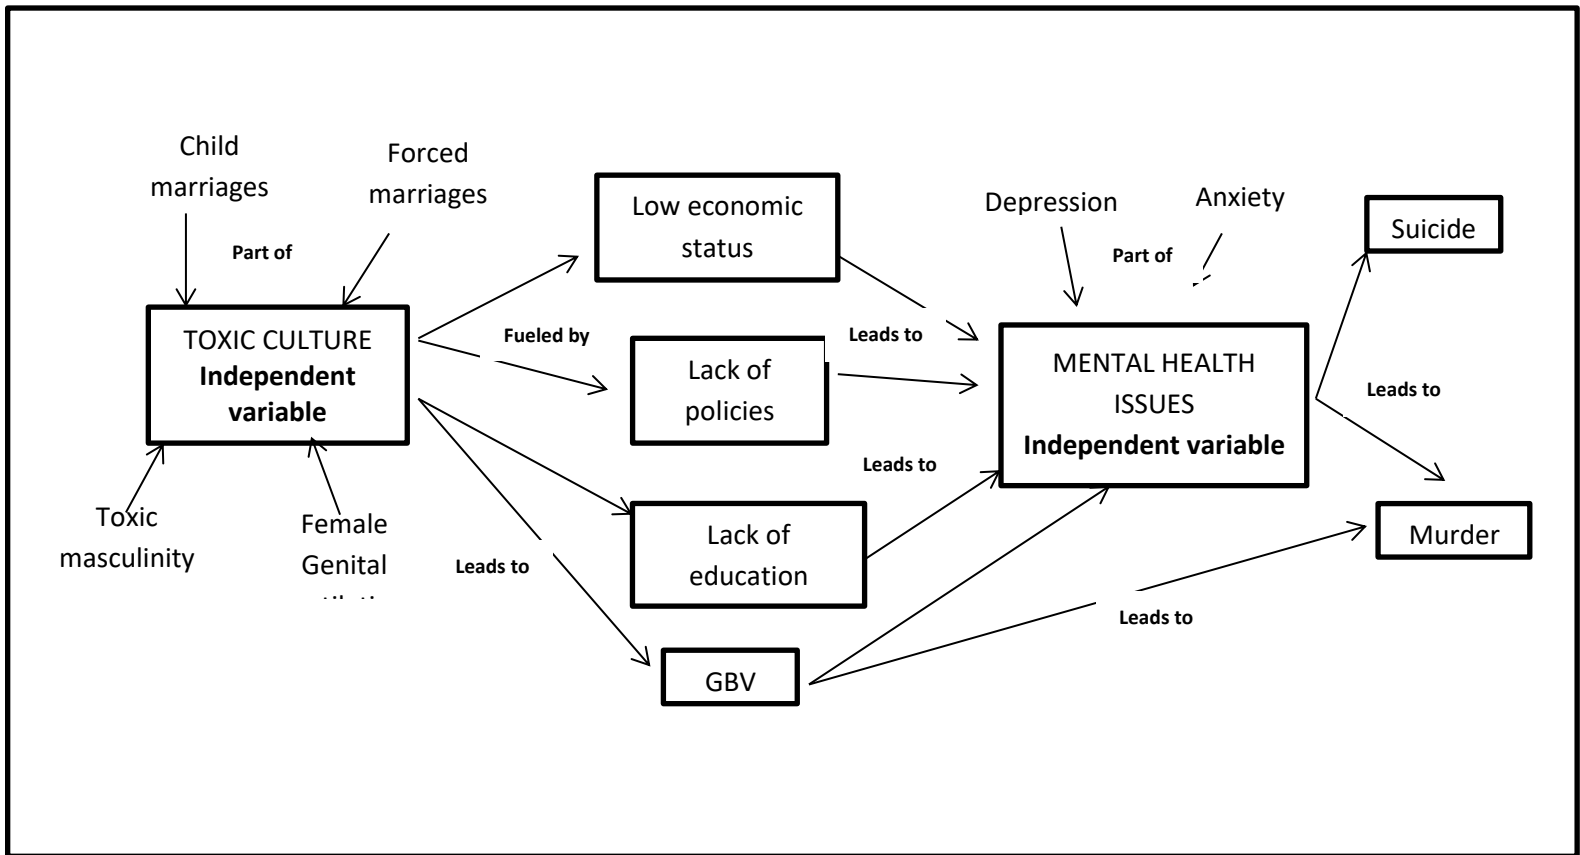 Child
marriages
Forced
marriages
Part of
TOXIC CULTURE
Independent
variable
Toxic
masculinity
Female
Genital
Fueled by
Leads to
Low economic
status
Lack of
policies
Lack of
education
GBV
Leads to
Leads to
Depression
Anxiety
Part of
MENTAL HEALTH
ISSUES
Independent variable
Leads to
Suicide
Leads to
Murder